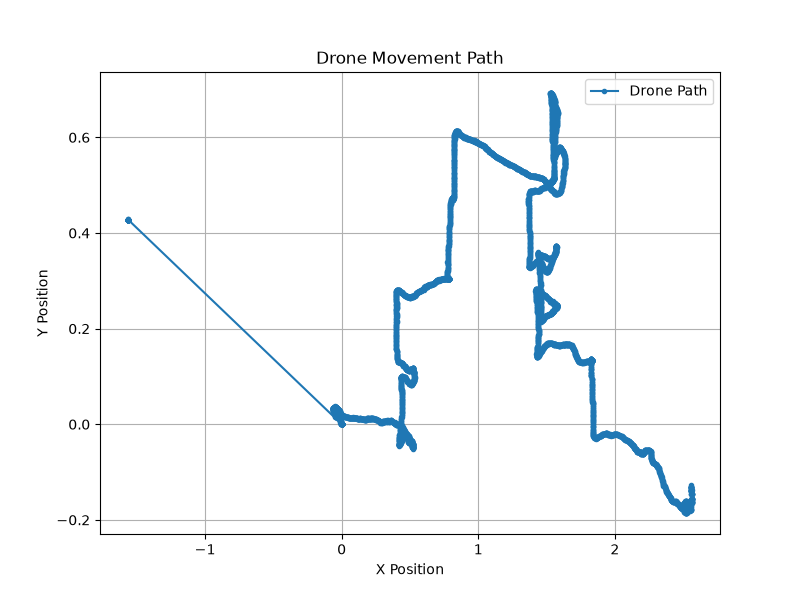 Drone Movement Path
Drone Path
Y Position
0.6
0.4
0.2
0.0
−0.2
−1
0
1
2
X Position